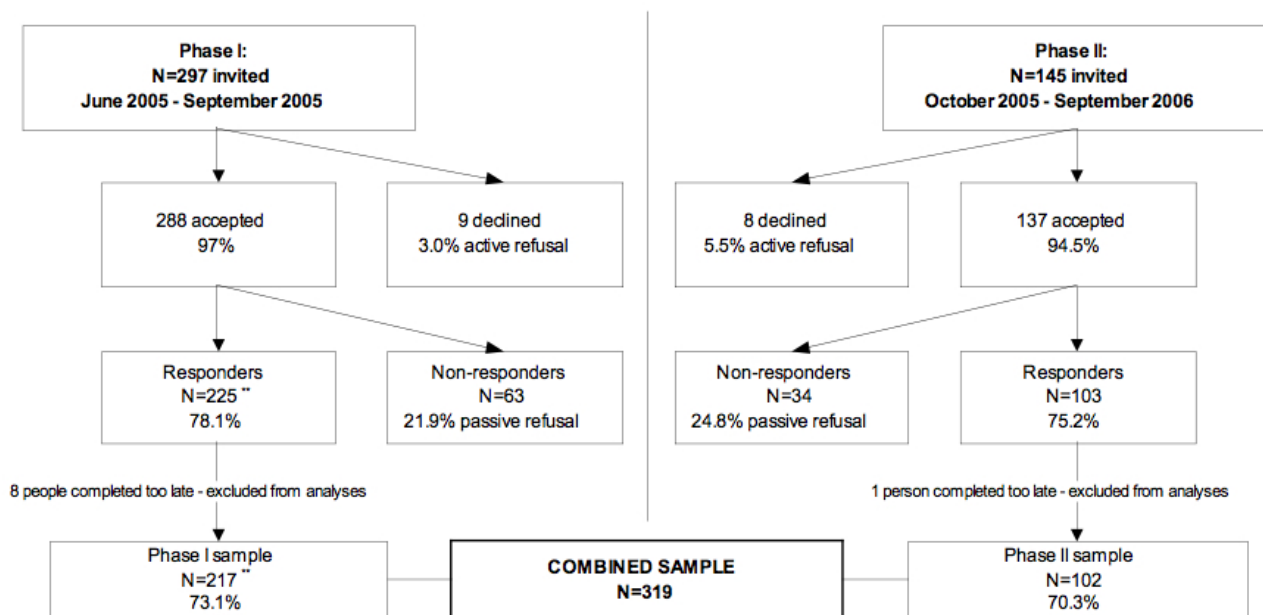 Phase I:
N=297 invited
June 2005 - September 2005
Phase II:
N=145 invited
October 2005 - September 2006
288 accepted
97%
9 declined
3.0% active refusal
8 declined
5.5% active refusal
137 accepted
94.5%
Responders
N=225 **
78.1%
Non-responders
N=63
21.9% passive refusal
Non-responders
N=34
24.8% passive refusal
Responders
N=103
75.2%
8 people completed too late - excluded from analyses
1 person completed too late - excluded from analyses
Phase I sample
N=217 **
73.1%
COMBINED SAMPLE
N=319
Phase II sample
N=102
70.3%